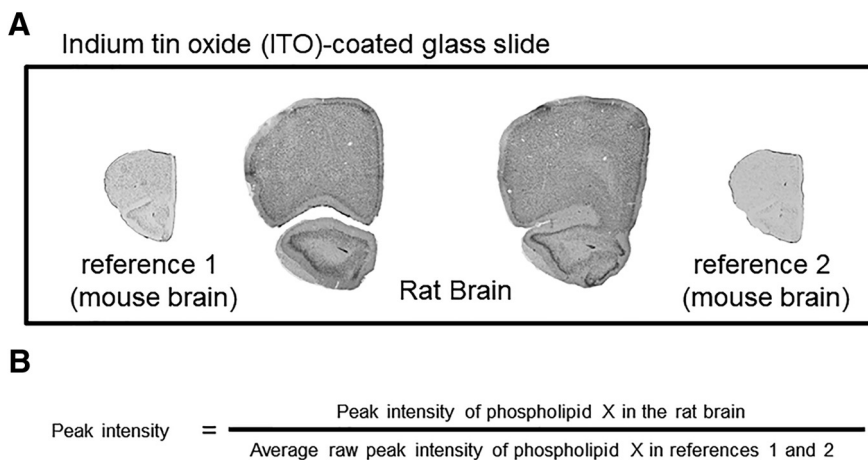 A
Indium tin oxide (ITO)-coated glass slide
reference 1
(mouse brain)
Rat Brain
reference 2
(mouse brain)
B
Peak intensity = Peak intensity of phospholipid X in the rat brain
Average raw peak intensity of phospholipid X in references 1 and 2